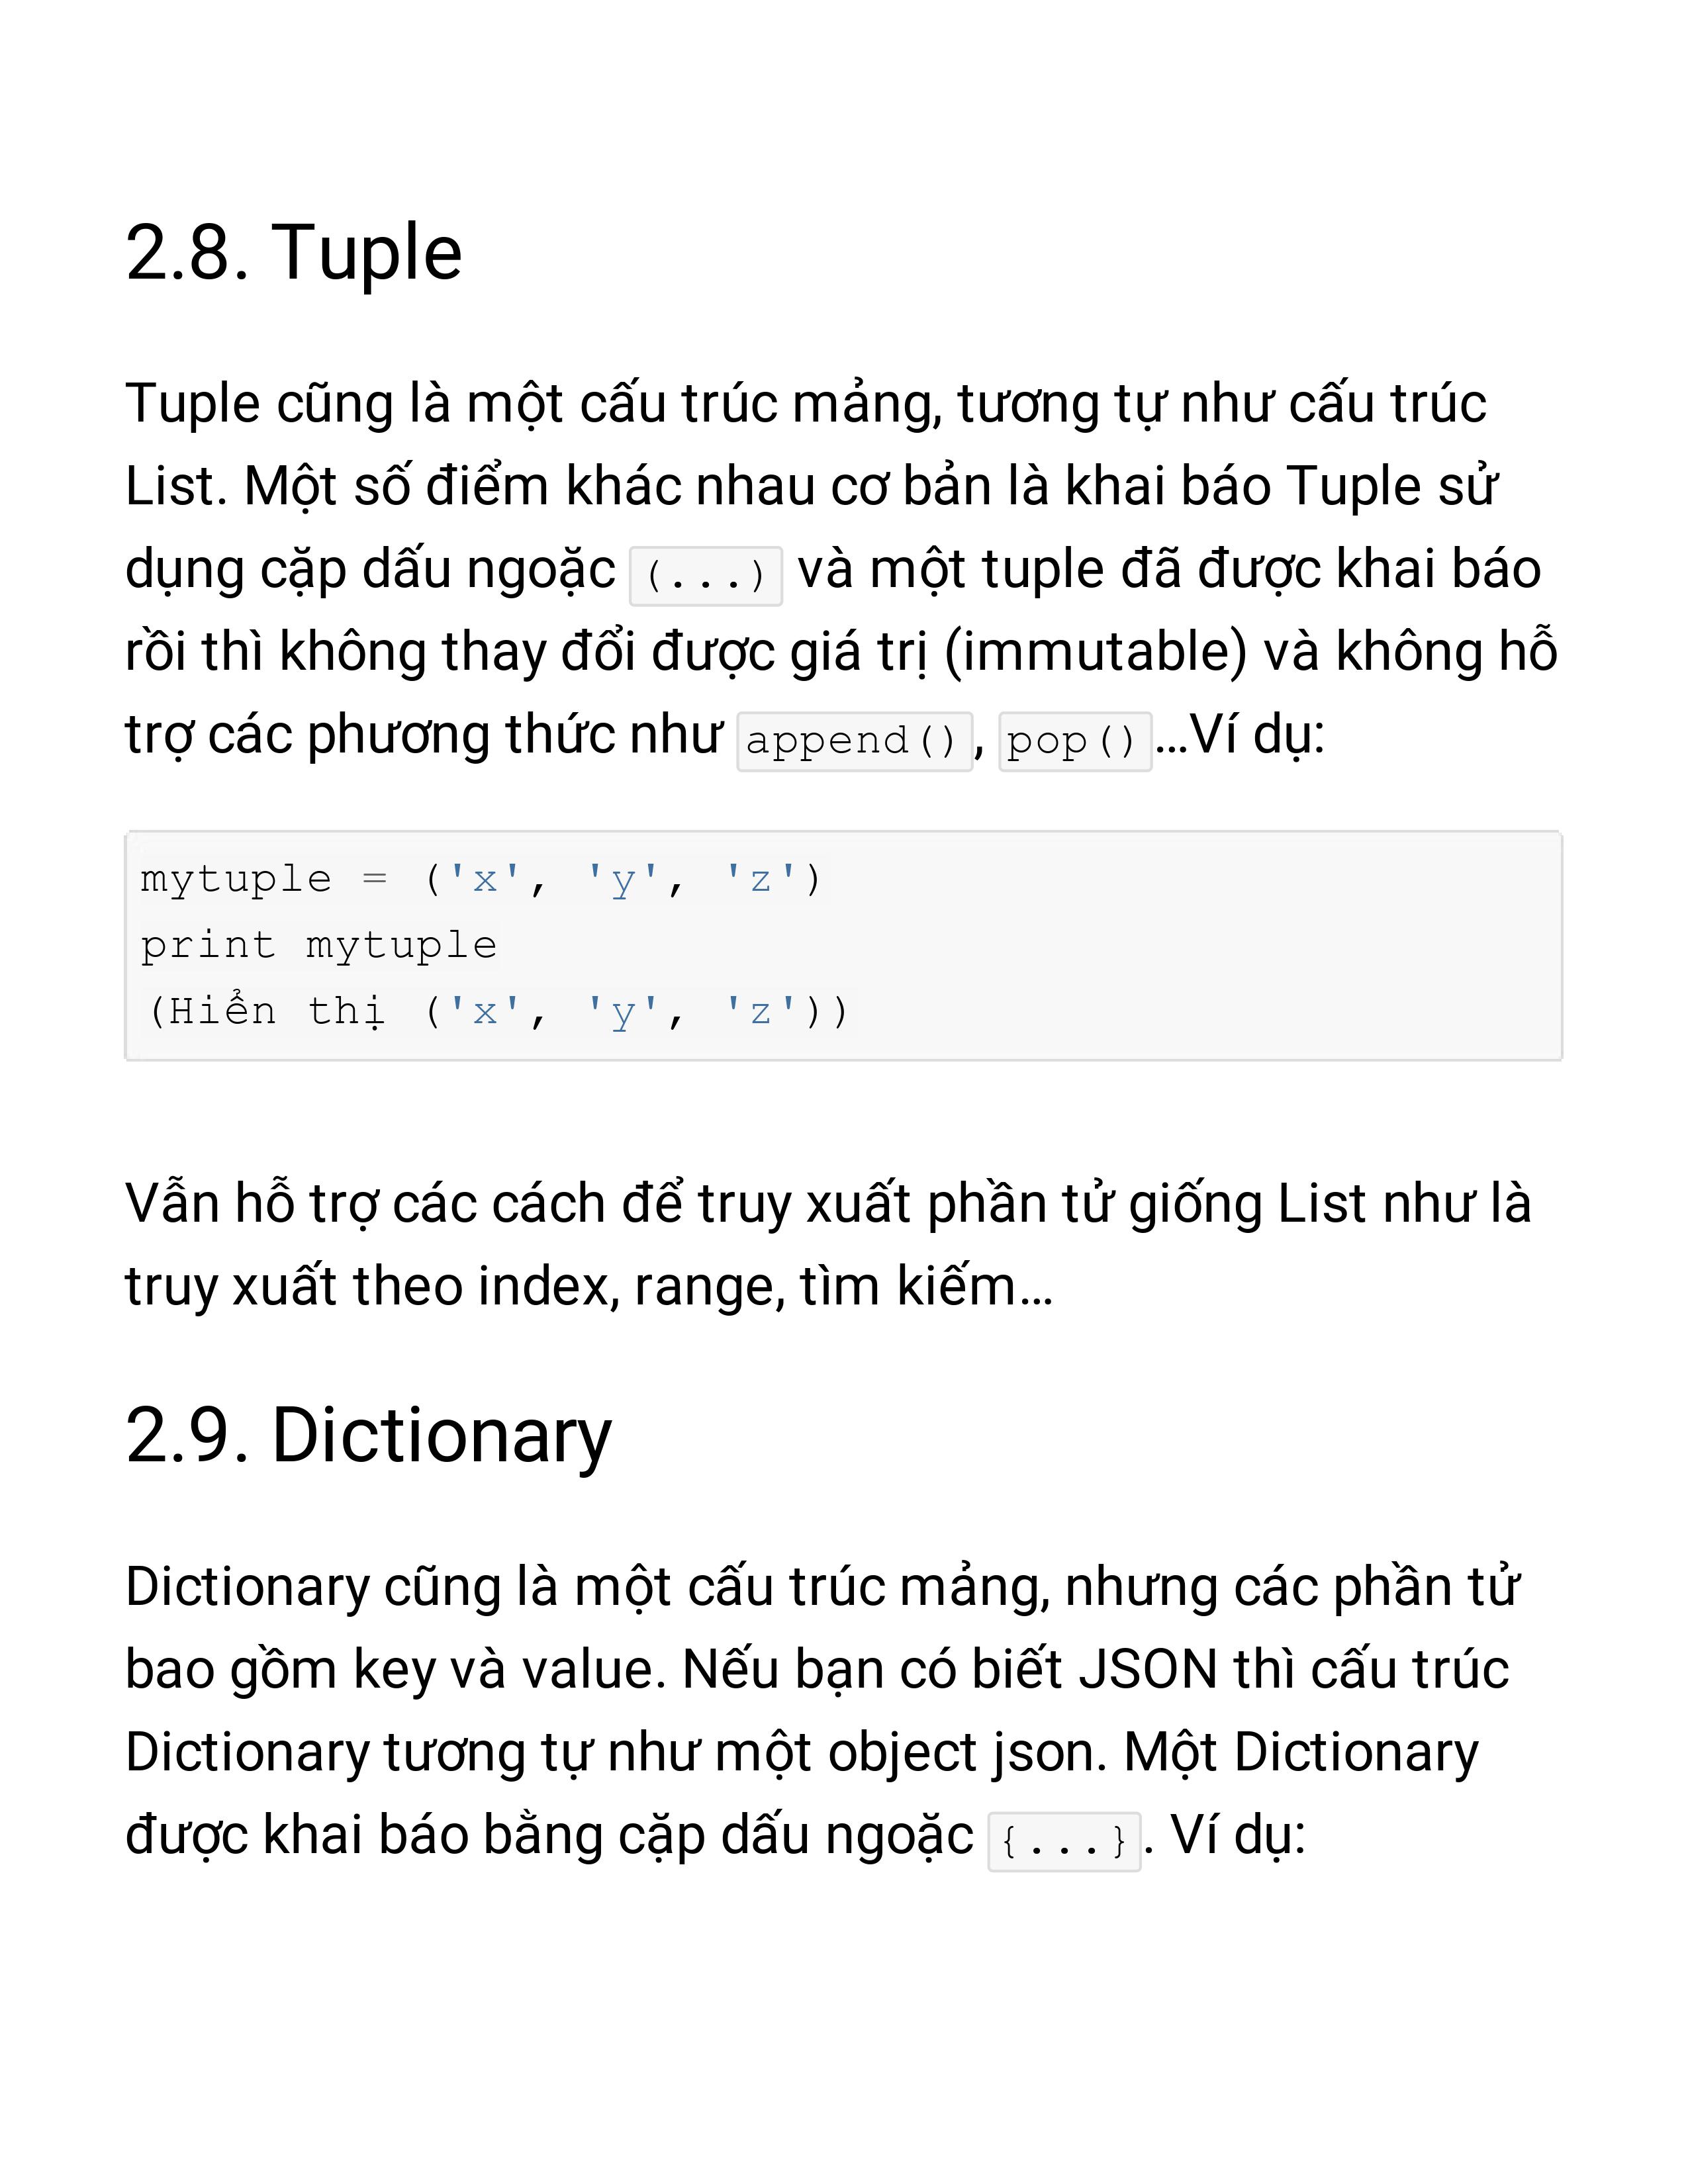 2.8. Tuple
Tuple cũng là một cấu trúc mảng, tương tự như cấu trúc
List. Một số điểm khác nhau cơ bản là khai báo Tuple sử
dụng cặp dấu ngoặc (...) và một tuple đã được khai báo
rồi thì không thay đổi được giá trị (immutable) và không hỗ
trợ các phương thức như append(), pop()…Ví dụ:
mytuple = ('x', 'y', 'z')
print mytuple
(Hiển thị ('x', 'y', 'z'))
Vẫn hỗ trợ các cách để truy xuất phần tử giống List như là
truy xuất theo index, range, tìm kiếm…
2.9. Dictionary
Dictionary cũng là một cấu trúc mảng, nhưng các phần tử
bao gồm key và value. Nếu bạn có biết JSON thì cấu trúc
Dictionary tương tự như một object json. Một Dictionary
được khai báo bằng cặp dấu ngoặc {...}. Ví dụ: